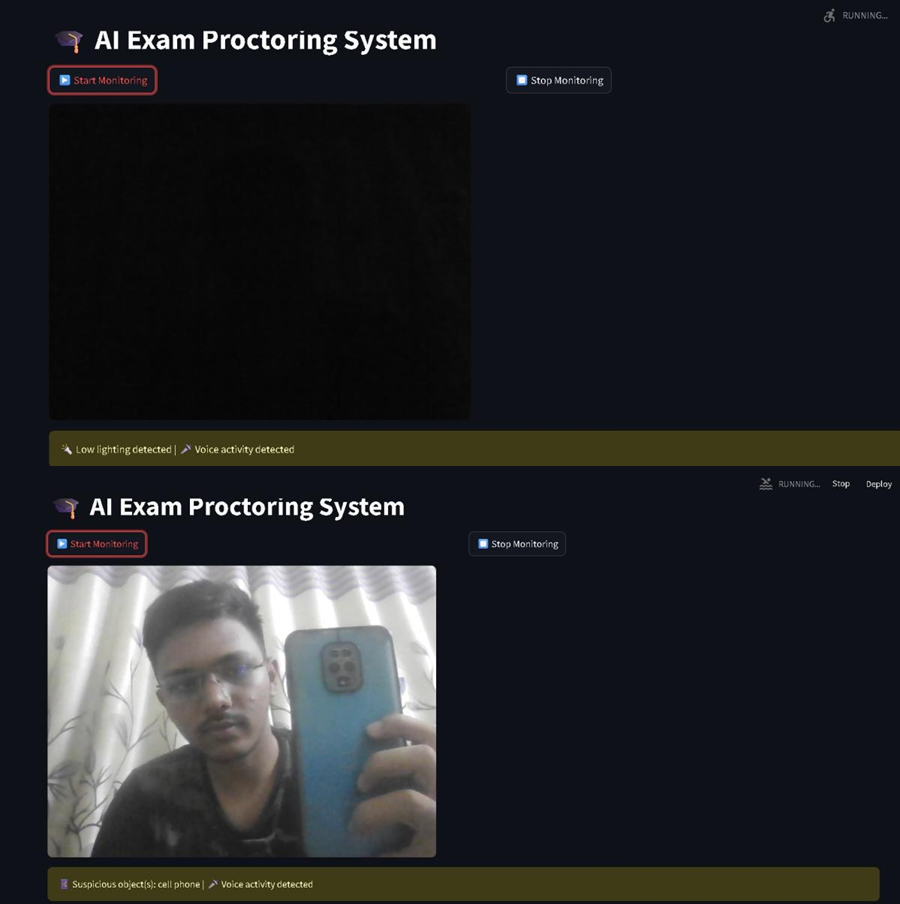 RUNNING...
AI Exam Proctoring System
Start Monitoring
Stop Monitoring
Low lighting detected | Voice activity detected
RUNNING... Stop Deploy
AI Exam Proctoring System
Start Monitoring
Stop Monitoring
Suspicious object(s): cell phone | Voice activity detected